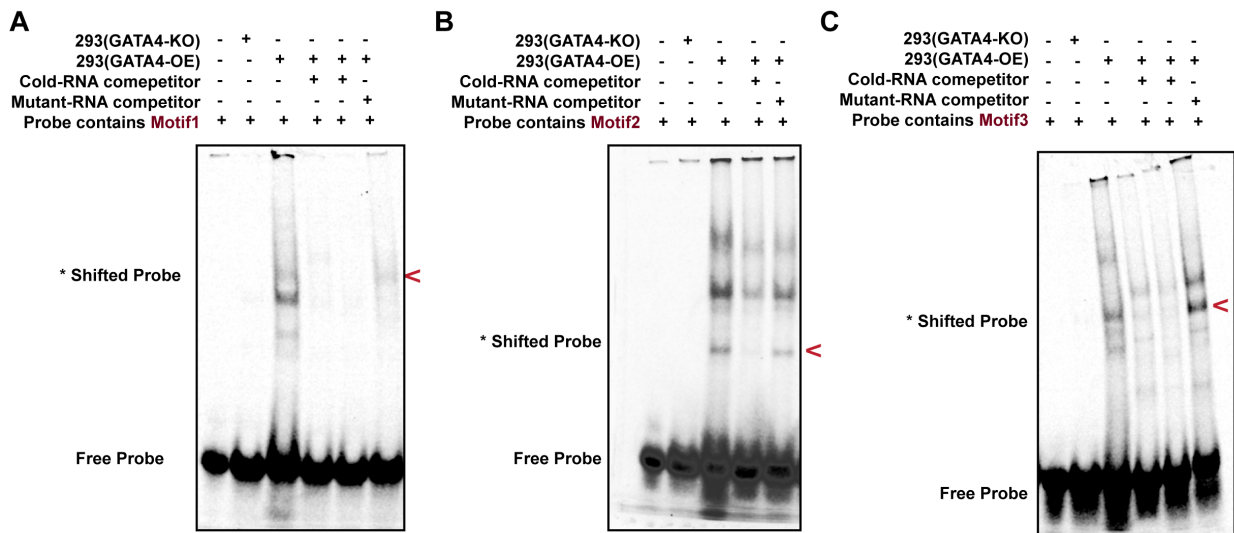 A
293(GATA4-KO) - + - - - -
293(GATA4-OE) - - + + + +
Cold-RNA comepetitor - - - + + -
Mutant-RNA competitor - - - - - +
Probe contains Motif1 + + + + + +
* Shifted Probe <
Free Probe
B
293(GATA4-KO) - + - - -
293(GATA4-OE) - - + + +
Cold-RNA comepetitor - - - + -
Mutant-RNA competitor - - - - +
Probe contains Motif2 + + + + +
* Shifted Probe <
Free Probe
C
293(GATA4-KO) - + - - - -
293(GATA4-OE) - - + + + +
Cold-RNA comepetitor - - - + + -
Mutant-RNA competitor - - - - - +
Probe contains Motif3 + + + + + +
* Shifted Probe <
Free Probe